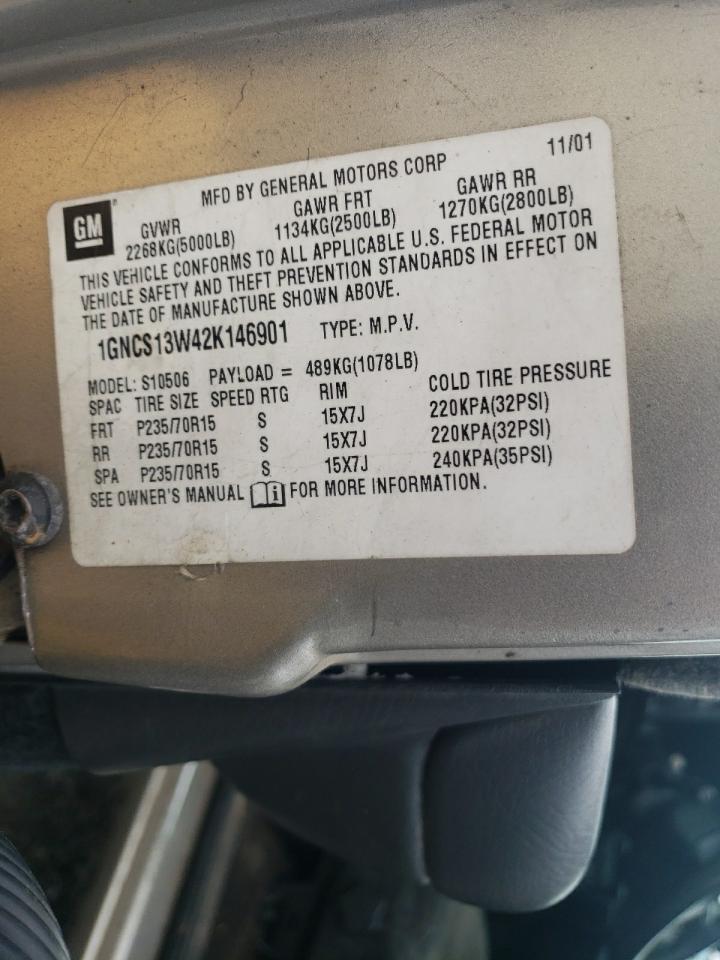 11/01
MFD BY GENERAL MOTORS CORP
GM
GVWR GAWR FRT GAWR RR
2268KG(5000LB) 1134KG(2500LB) 1270KG(2800LB)
THIS VEHICLE CONFORMS TO ALL APPLICABLE U.S. FEDERAL MOTOR
VEHICLE SAFETY AND THEFT PREVENTION STANDARDS IN EFFECT ON
THE DATE OF MANUFACTURE SHOWN ABOVE.
1GNCS13W42K146901 TYPE: M.P.V.
MODEL: S10506 PAYLOAD = 489KG(1078LB)
SPAC TIRE SIZE SPEED RTG RIM COLD TIRE PRESSURE
FRT P235/70R15 S 15X7J 220KPA(32PSI)
RR P235/70R15 S 15X7J 220KPA(32PSI)
SPA P235/70R15 S 15X7J 240KPA(35PSI)
SEE OWNER'S MANUAL i FOR MORE INFORMATION.